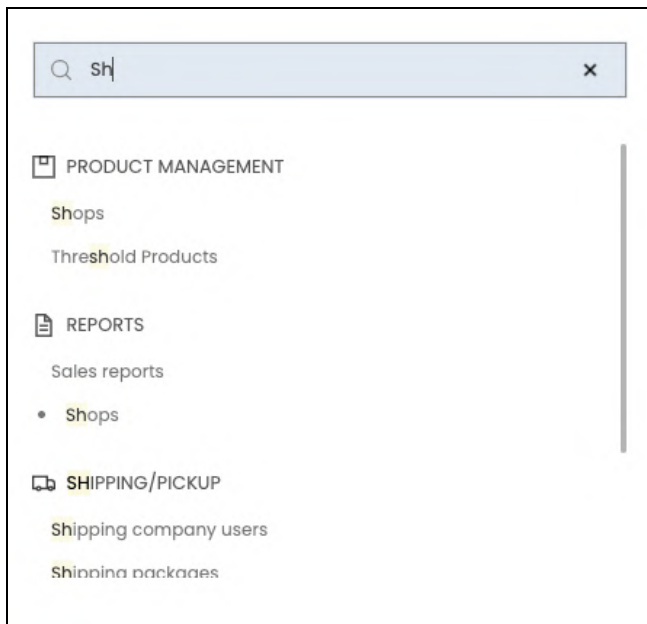 Sh
PRODUCT MANAGEMENT
Shops
Threshold Products
REPORTS
Sales reports
Shops
SHIPPING/PICKUP
Shipping company users
Shipping packages